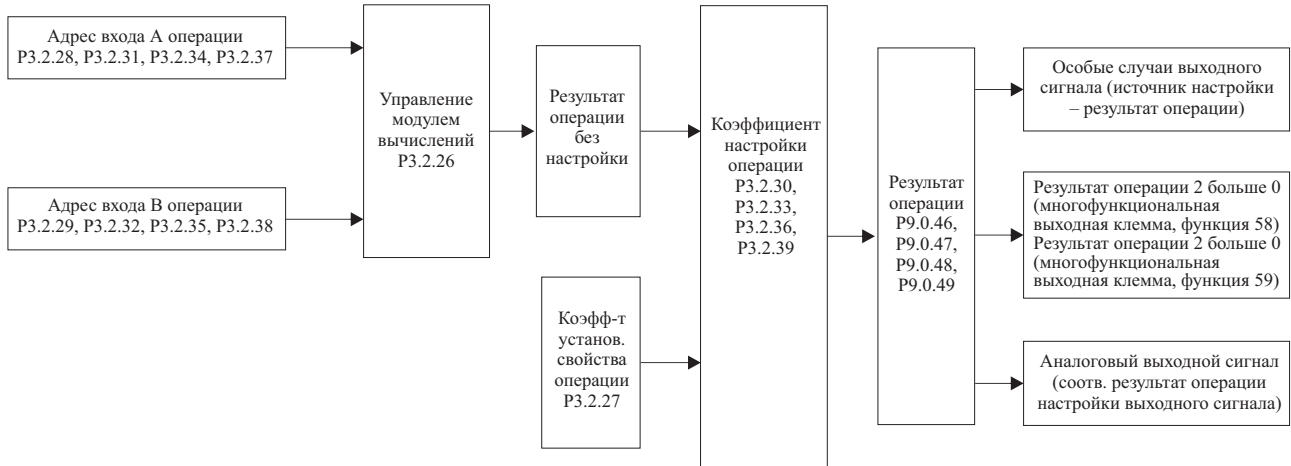 Адрес входа A операции
P3.2.28, P3.2.31, P3.2.34, P3.2.37
Адрес входа B операции
P3.2.29, P3.2.32, P3.2.35, P3.2.38
Управление
модулем
вычислений
P3.2.26
Результат
операции
без
настройки
Коэфф-т
установ.
свойства
операции
P3.2.27
Коэффициент
настройки
операции
P3.2.30,
P3.2.33,
P3.2.36,
P3.2.39
Результат
операции
P9.0.46,
P9.0.47,
P9.0.48,
P9.0.49
Особые случаи выходного
сигнала (источник настройки
– результат операции)
Результат операции 2 больше 0
(многофункциональная
выходная клемма, функция 58)
Результат операции 2 больше 0
(многофункциональная
выходная клемма, функция 59)
Аналоговый выходной сигнал
(соотв. результат операции
настройки выходного сигнала)